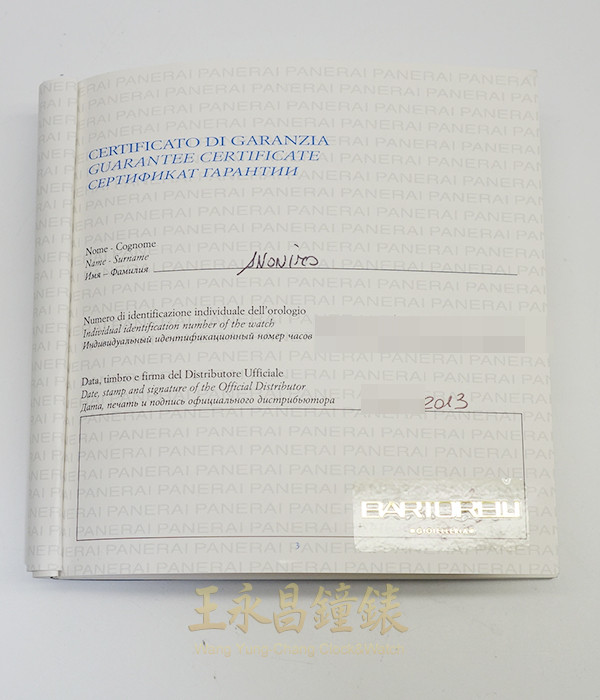 PANERAI PANERAI PANERAI PANERAI PANERAI PANERAI
CERTIFICATO DI GARANZIA
GUARANTEE CERTIFICATE
СЕРТИФИКАТ ГАРАНТИИ
Nome - Cognome
Name - Surname
Имя – Фамилия
Numero di identificazione individuale dell'orologio
Individual identification number of the watch
Индивидуальный идентификационный номер часов
Data, timbro e firma del Distributore Ufficiale
Date, stamp and signature of the Official Distributor
Дата, печать и подпись официального дистрибьютора
2013
GIOIELLERIA
3
王永昌鐘錶